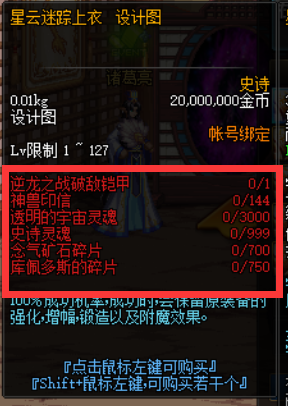 星云迷踪上衣 设计图
诸葛亮
史诗
0.01kg 20,000,000金币
设计图
帐号绑定
Lv限制 1 ~ 127
逆龙之战破敌铠甲 0/1
神兽印信 0/144
透明的宇宙灵魂 0/3000
史诗灵魂 0/999
念气矿石碎片 0/700
库佩多斯的碎片 0/750
100%成功机率,成功时,会保留原装备的
强化,增幅,锻造以及附魔效果。
『点击鼠标左键可购买』
『Shift+鼠标左键,可购买若干个』